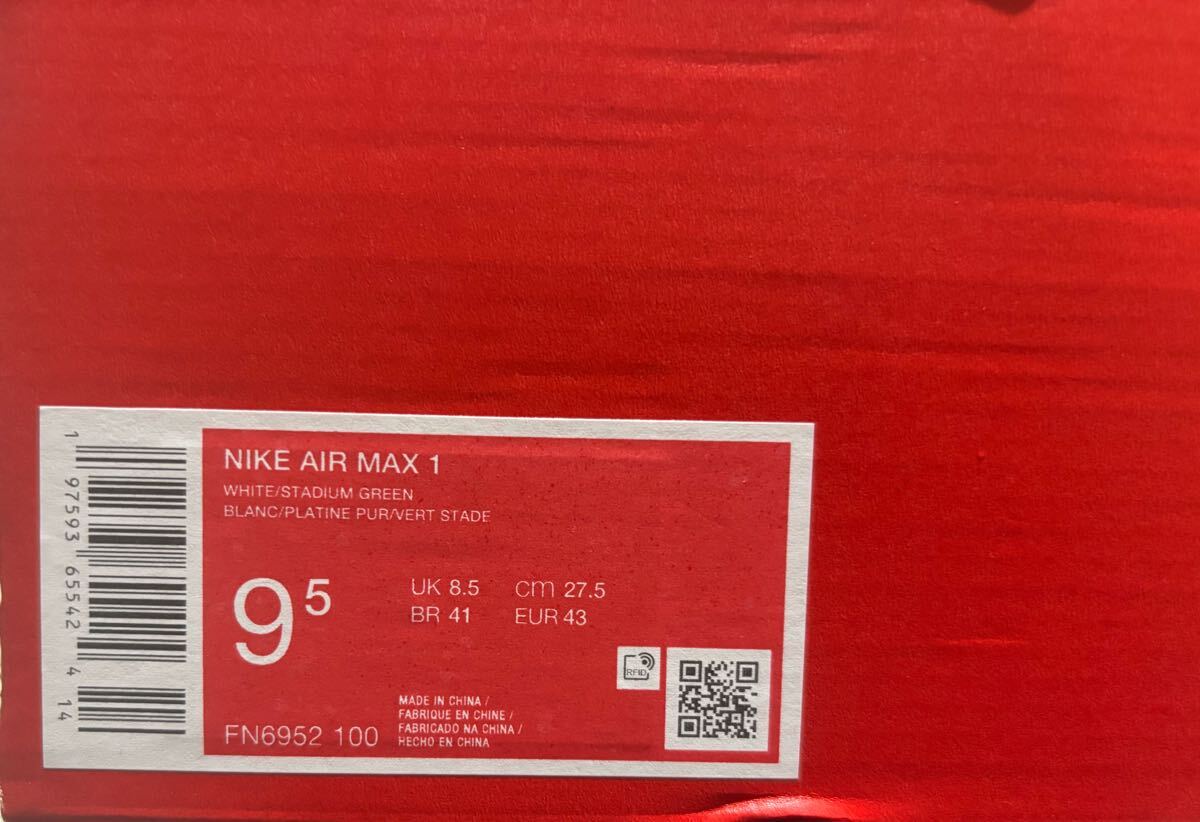 1 97593 65542 4 14
NIKE AIR MAX 1
WHITE/STADIUM GREEN
BLANC/PLATINE PUR/VERT STADE
9 5
UK 8.5 cm 27.5
BR 41 EUR 43
RFID
MADE IN CHINA /
FABRIQUE EN CHINE /
FABRICADO NA CHINA /
HECHO EN CHINA
FN6952 100